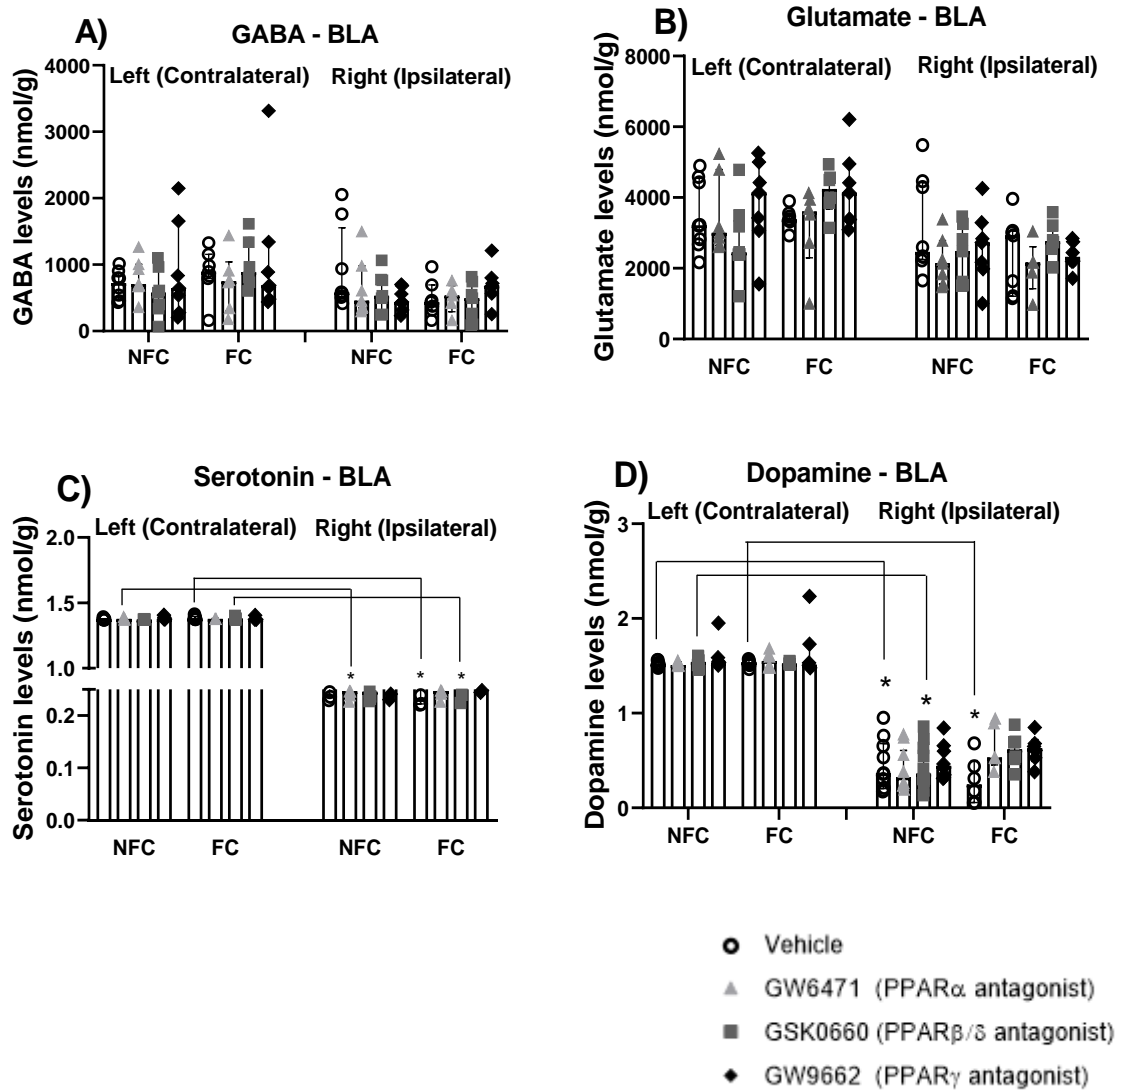 A)
GABA - BLA
GABA levels (nmol/g)
Left (Contralateral) Right (Ipsilateral)
4000
3000
2000
1000
0
NFC FC NFC FC
B)
Glutamate - BLA
Glutamate levels (nmol/g)
Left (Contralateral) Right (Ipsilateral)
8000
6000
4000
2000
0
NFC FC NFC FC
C)
Serotonin - BLA
Serotonin levels (nmol/g)
Left (Contralateral) Right (Ipsilateral)
2.0
1.5
1.0
0.2
0.1
0.0
* * *
NFC FC NFC FC
D)
Dopamine - BLA
Dopamine levels (nmol/g)
Left (Contralateral) Right (Ipsilateral)
3
2
1
0
* * *
NFC FC NFC FC
Vehicle
GW6471 (PPARα antagonist)
GSK0660 (PPARβ/δ antagonist)
GW9662 (PPARγ antagonist)